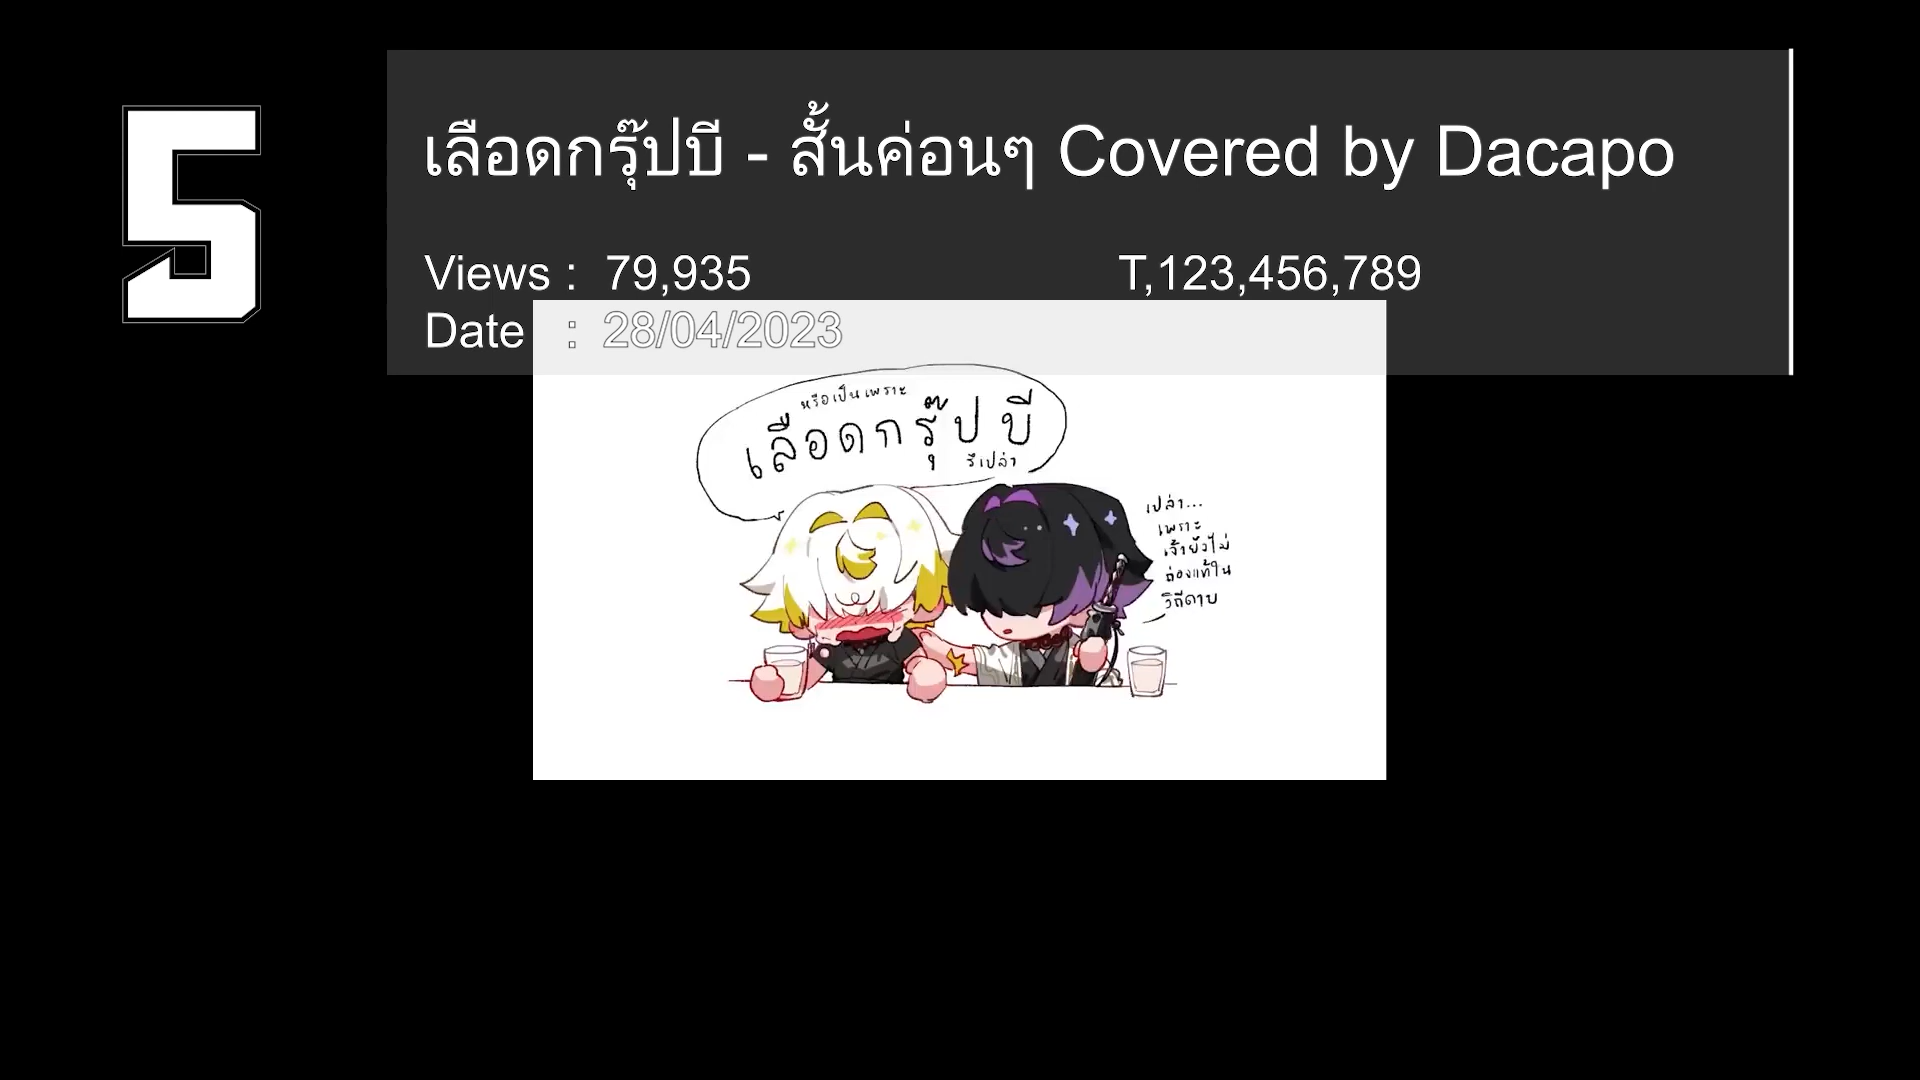 5
เลือดกรุ๊ปบี - สั้นค่อนๆ Covered by Dacapo
Views : 79,935
T,123,456,789
Date : 28/04/2023
หรือเป็นเพราะ
เลือดกรุ๊ปบี
รึเปล่า
เปล่า...
เพราะ
เจ้ายังไม่
ถ่องแท้ใน
วิถีดาบ